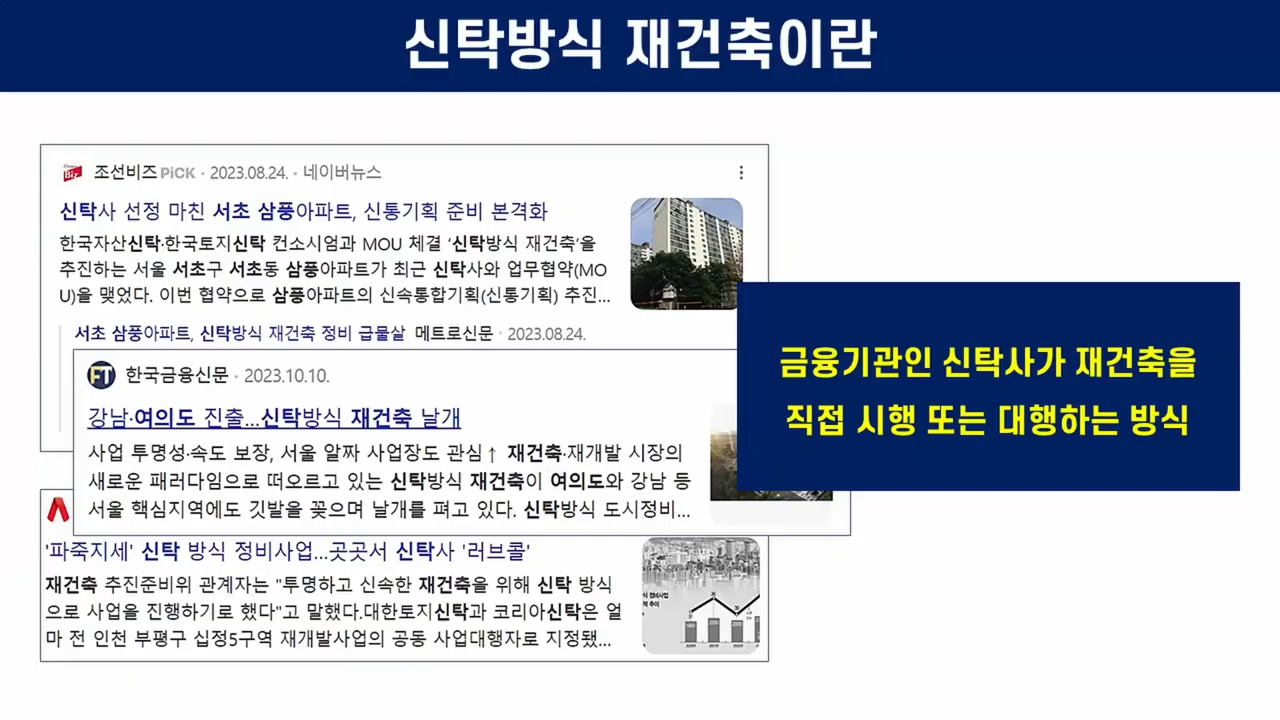 신탁방식 재건축이란
조선비즈 PiCK · 2023.08.24. · 네이버뉴스
신탁사 선정 마친 서초 삼풍아파트, 신통기획 준비 본격화
한국자산신탁·한국토지신탁 컨소시엄과 MOU 체결 '신탁방식 재건축'을
추진하는 서울 서초구 서초동 삼풍아파트가 최근 신탁사와 업무협약(MO
U)을 맺었다. 이번 협약으로 삼풍아파트의 신속통합기획(신통기획) 추진...
서초 삼풍아파트, 신탁방식 재건축 정비 급물살 메트로신문 · 2023.08.24.
FT 한국금융신문 · 2023.10.10.
강남·여의도 진출...신탁방식 재건축 날개
사업 투명성·속도 보장, 서울 알짜 사업장도 관심↑ 재건축·재개발 시장의
새로운 패러다임으로 떠오르고 있는 신탁방식 재건축이 여의도와 강남 등
서울 핵심지역에도 깃발을 꽂으며 날개를 펴고 있다. 신탁방식 도시정비...
'파죽지세' 신탁 방식 정비사업...곳곳서 신탁사 '러브콜'
재건축 추진준비위 관계자는 "투명하고 신속한 재건축을 위해 신탁 방식
으로 사업을 진행하기로 했다"고 말했다.대한토지신탁과 코리아신탁은 얼
마 전 인천 부평구 십정5구역 재개발사업의 공동 사업대행자로 지정됐...
금융기관인 신탁사가 재건축을
직접 시행 또는 대행하는 방식